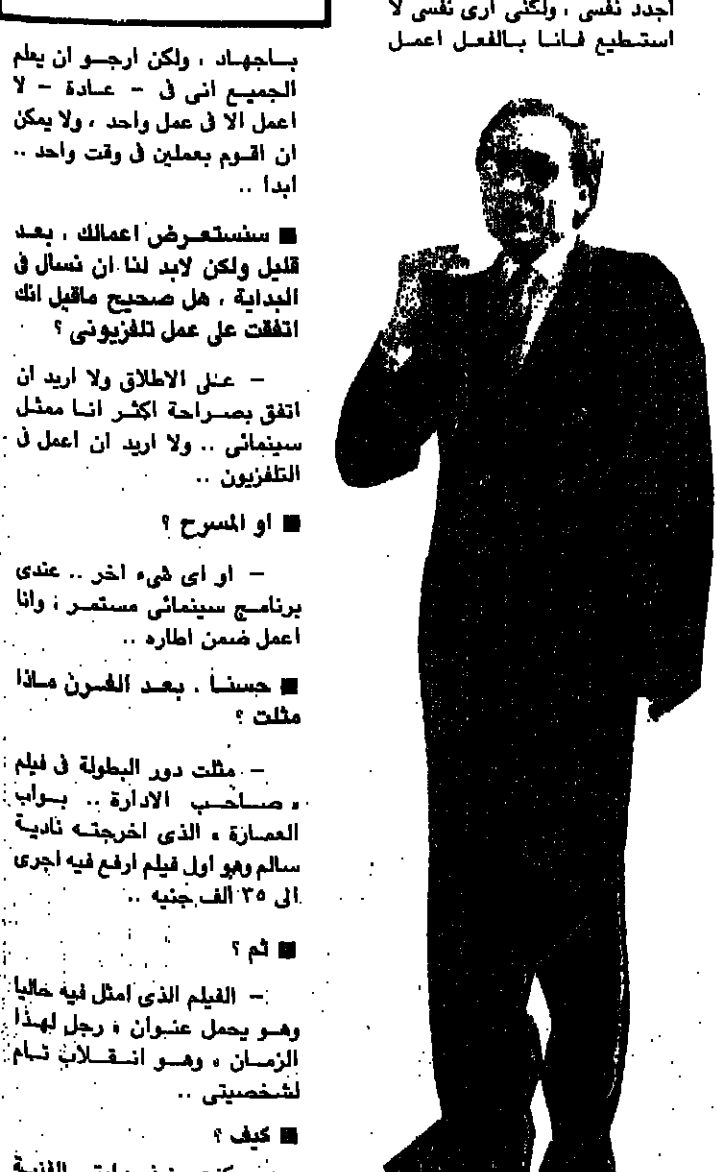 اجدد نفسى ، ولكنى ارى نفسى لا
استطيع فانا بالفعل اعمل
باجهاد ، ولكن ارجو ان يعلم
الجميع انى فى - عادة - لا
اعمل الا فى عمل واحد ، ولا يمكن
ان اقوم بعملين فى وقت واحد ..
ابدا ..
■ سنستعرض اعمالك ، بعد
قليل ولكن لابد لنا ان نسال فى
البداية ، هل صحيح ماقيل انك
اتفقت على عمل تلفزيونى ؟
- على الاطلاق ولا اريد ان
اتفق بصراحة اكثر انا ممثل
سينمائى .. ولا اريد ان اعمل فى
التلفزيون ..
■ او المسرح ؟
- او اى شىء اخر .. عندى
برنامج سينمائى مستمر ، وانا
اعمل ضمن اطاره ..
■ حسنا ، بعد الفرن ماذا
مثلت ؟
- مثلت دور البطولة فى فيلم
« صاحب الادارة .. بواب
العمارة » الذى اخرجته نادية
سالم وهو اول فيلم ارفع فيه اجرى
الى ٣٥ الف جنيه ..
■ ثم ؟
- الفيلم الذى امثل فيه حاليا
وهو يحمل عنوان « رجل لهذا
الزمان » وهو انقلاب تام
لشخصيتى ..
■ كيف ؟